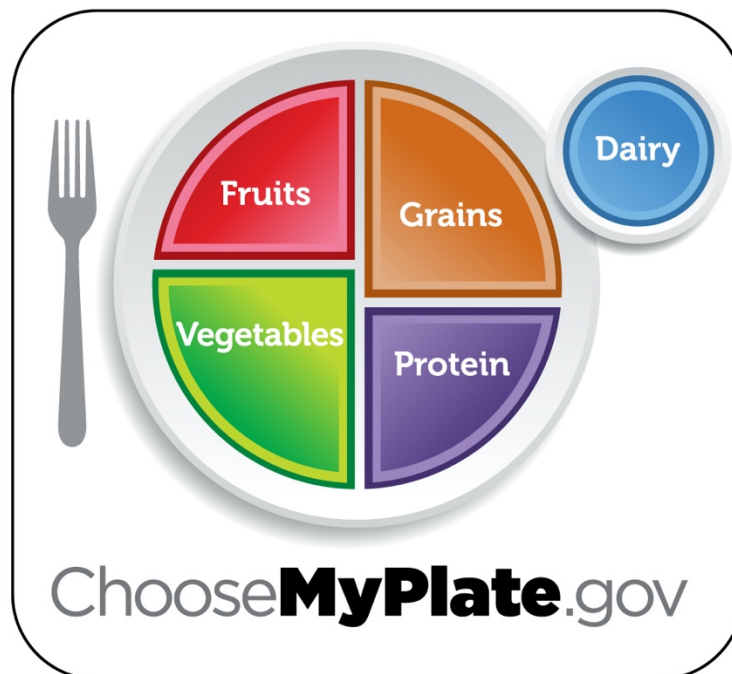 Fruits
Grains
Dairy
Vegetables
Protein
ChooseMyPlate.gov